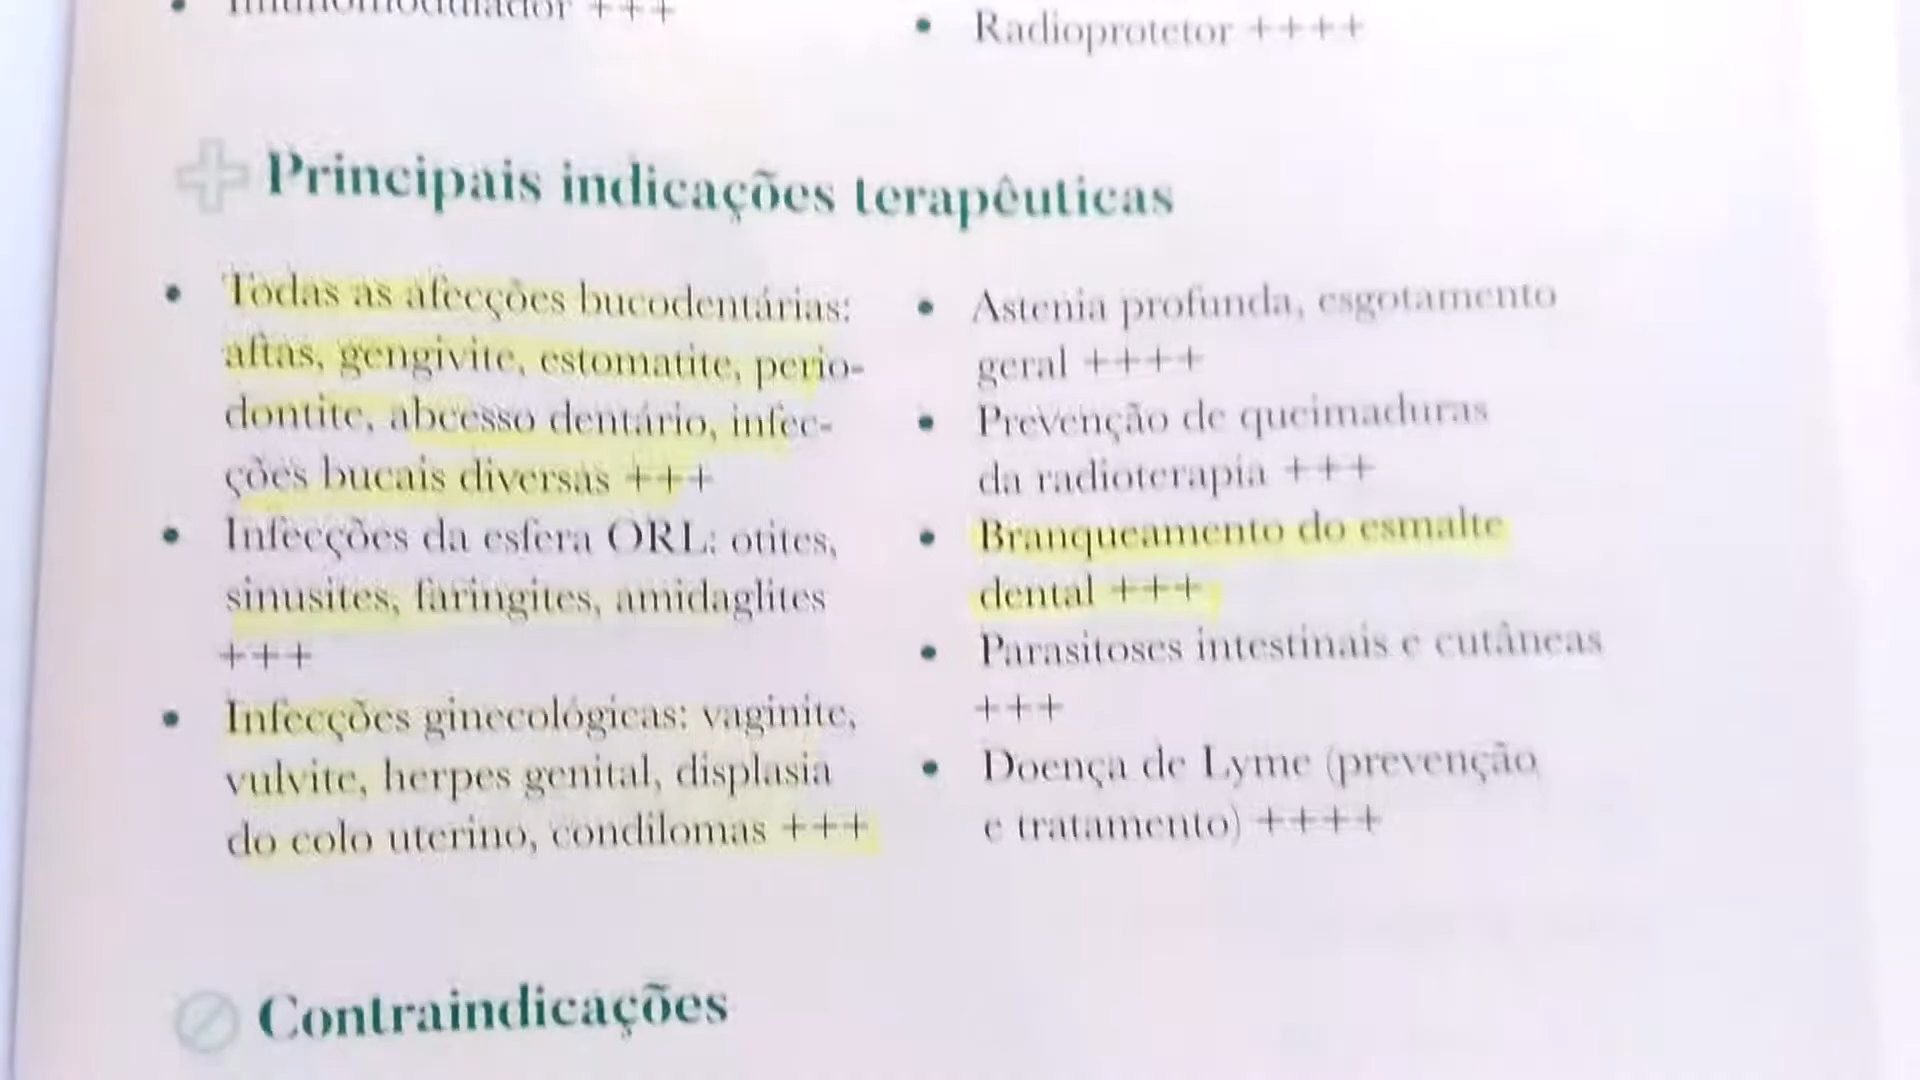 Imunomodulador +++
Radioprotetor ++++
Principais indicações terapêuticas
Todas as afecções bucodentárias:
aftas, gengivite, estomatite, perio-
dontite, abcesso dentário, infec-
ções bucais diversas +++
Infecções da esfera ORL: otites,
sinusites, faringites, amidaglites
+++
Infecções ginecológicas: vaginite,
vulvite, herpes genital, displasia
do colo uterino, condilomas +++
Astenia profunda, esgotamento
geral ++++
Prevenção de queimaduras
da radioterapia +++
Branqueamento do esmalte
dental +++
Parasitoses intestinais e cutâneas
+++
Doença de Lyme (prevenção
e tratamento) ++++
Contraindicações